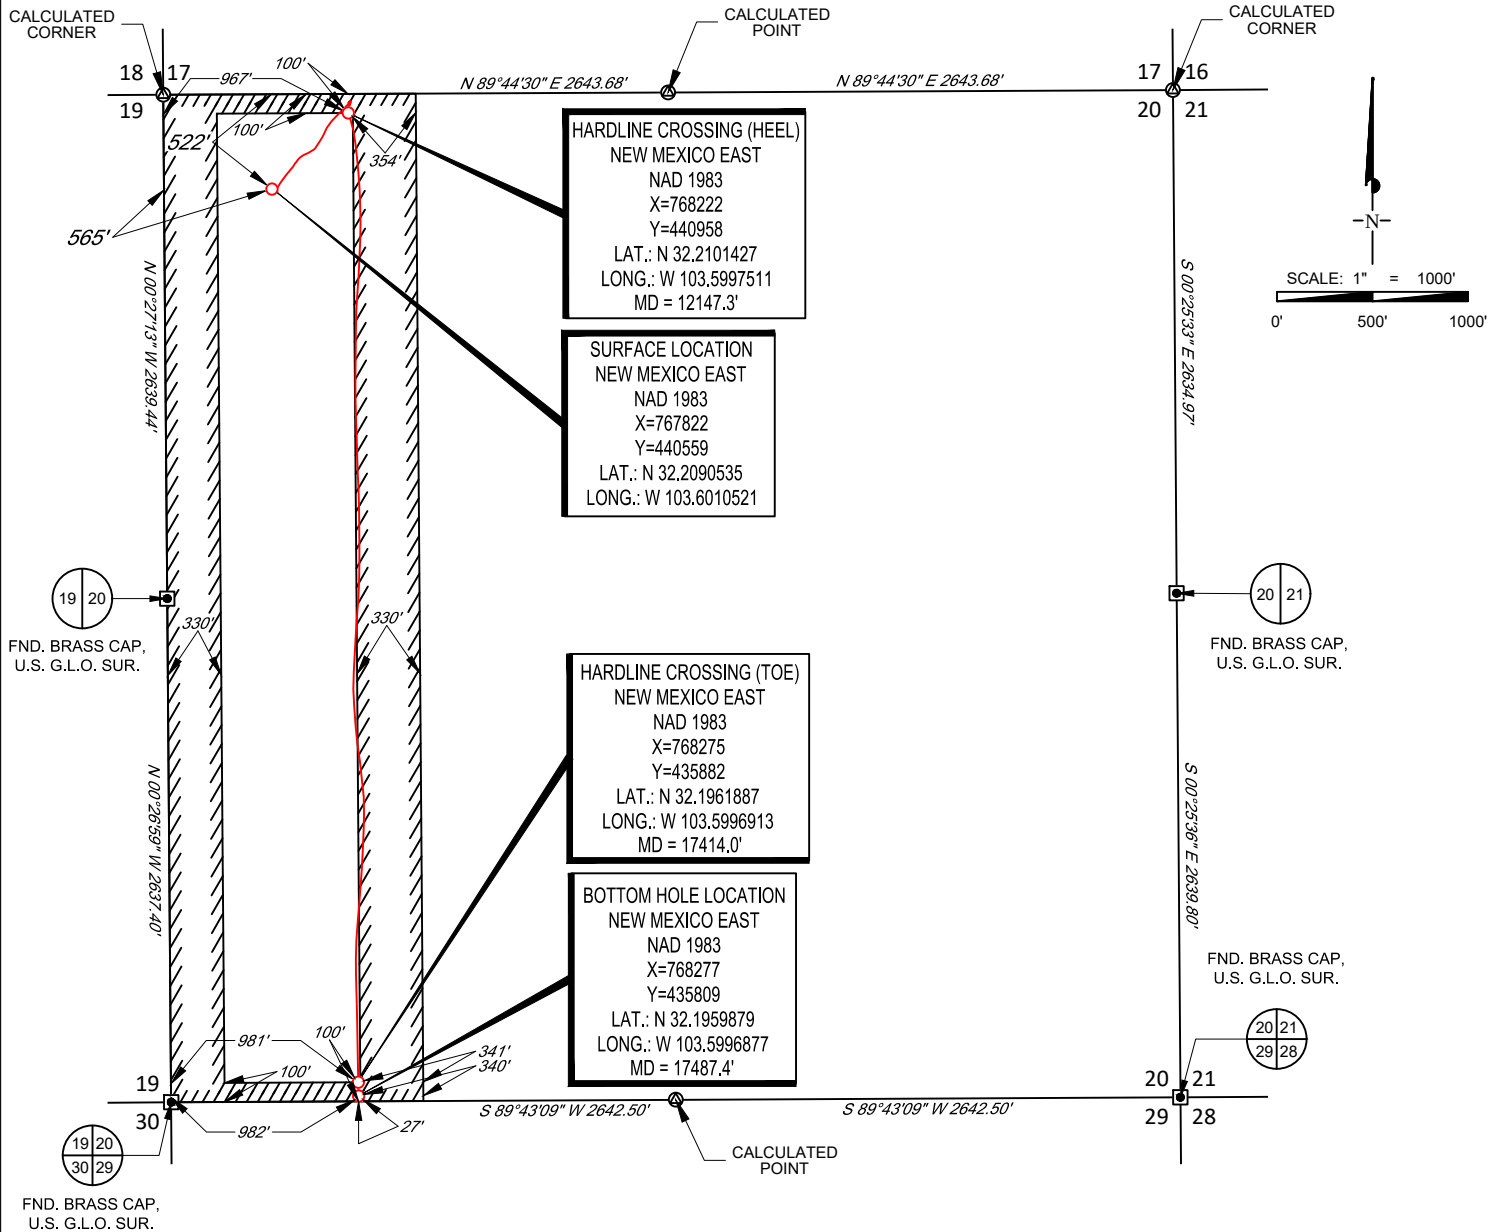 CALCULATED
CORNER
CALCULATED
POINT
CALCULATED
CORNER
18 17
19
967'
100'
N 89°44'30" E 2643.68'
N 89°44'30" E 2643.68'
17 16
20 21
100'
522'
354'
565'
HARDLINE CROSSING (HEEL)
NEW MEXICO EAST
NAD 1983
X=768222
Y=440958
LAT.: N 32.2101427
LONG.: W 103.5997511
MD = 12147.3'
N
SCALE: 1" = 1000'
0' 500' 1000'
N 00°27'13" W 2639.44'
S 00°25'33" E 2634.97'
SURFACE LOCATION
NEW MEXICO EAST
NAD 1983
X=767822
Y=440559
LAT.: N 32.2090535
LONG.: W 103.6010521
19 20
FND. BRASS CAP,
U.S. G.L.O. SUR.
330'
330'
20 21
FND. BRASS CAP,
U.S. G.L.O. SUR.
HARDLINE CROSSING (TOE)
NEW MEXICO EAST
NAD 1983
X=768275
Y=435882
LAT.: N 32.1961887
LONG.: W 103.5996913
MD = 17414.0'
N 00°26'59" W 2637.40'
S 00°25'36" E 2639.80'
BOTTOM HOLE LOCATION
NEW MEXICO EAST
NAD 1983
X=768277
Y=435809
LAT.: N 32.1959879
LONG.: W 103.5996877
MD = 17487.4'
FND. BRASS CAP,
U.S. G.L.O. SUR.
20 21
29 28
981'
100'
341'
340'
100'
19
30
20 21
29 28
982'
27'
S 89°43'09" W 2642.50'
S 89°43'09" W 2642.50'
CALCULATED
POINT
19 20
30 29
FND. BRASS CAP,
U.S. G.L.O. SUR.